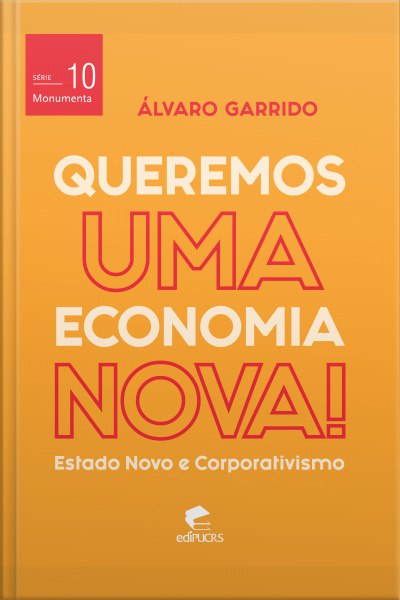 SÉRIE 10
Monumenta
ÁLVARO GARRIDO
QUEREMOS
UMA
ECONOMIA
NOVA!
Estado Novo e Corporativismo
ediPUCRS